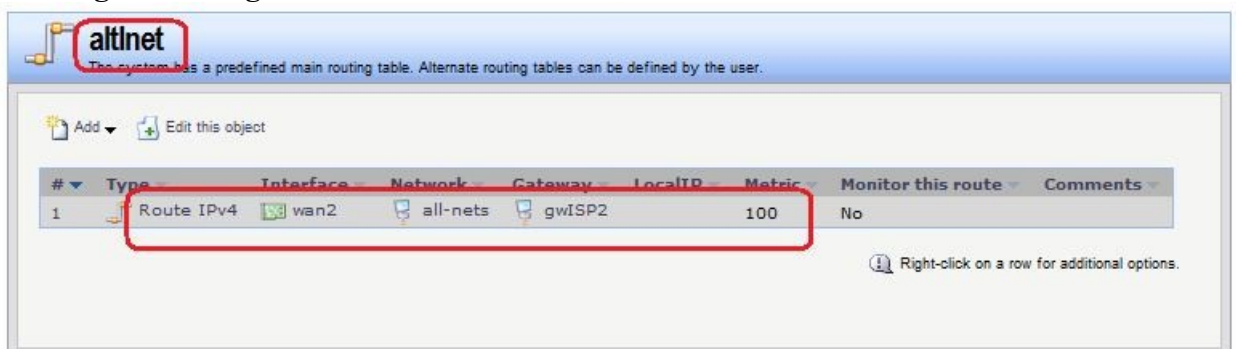 altInet
The system has a predefined main routing table. Alternate routing tables can be defined by the user.
Add Edit this object
# Type Interface Network Gateway LocalIP Metric Monitor this route Comments
1 Route IPv4 wan2 all-nets gwISP2 100 No
Right-click on a row for additional options.